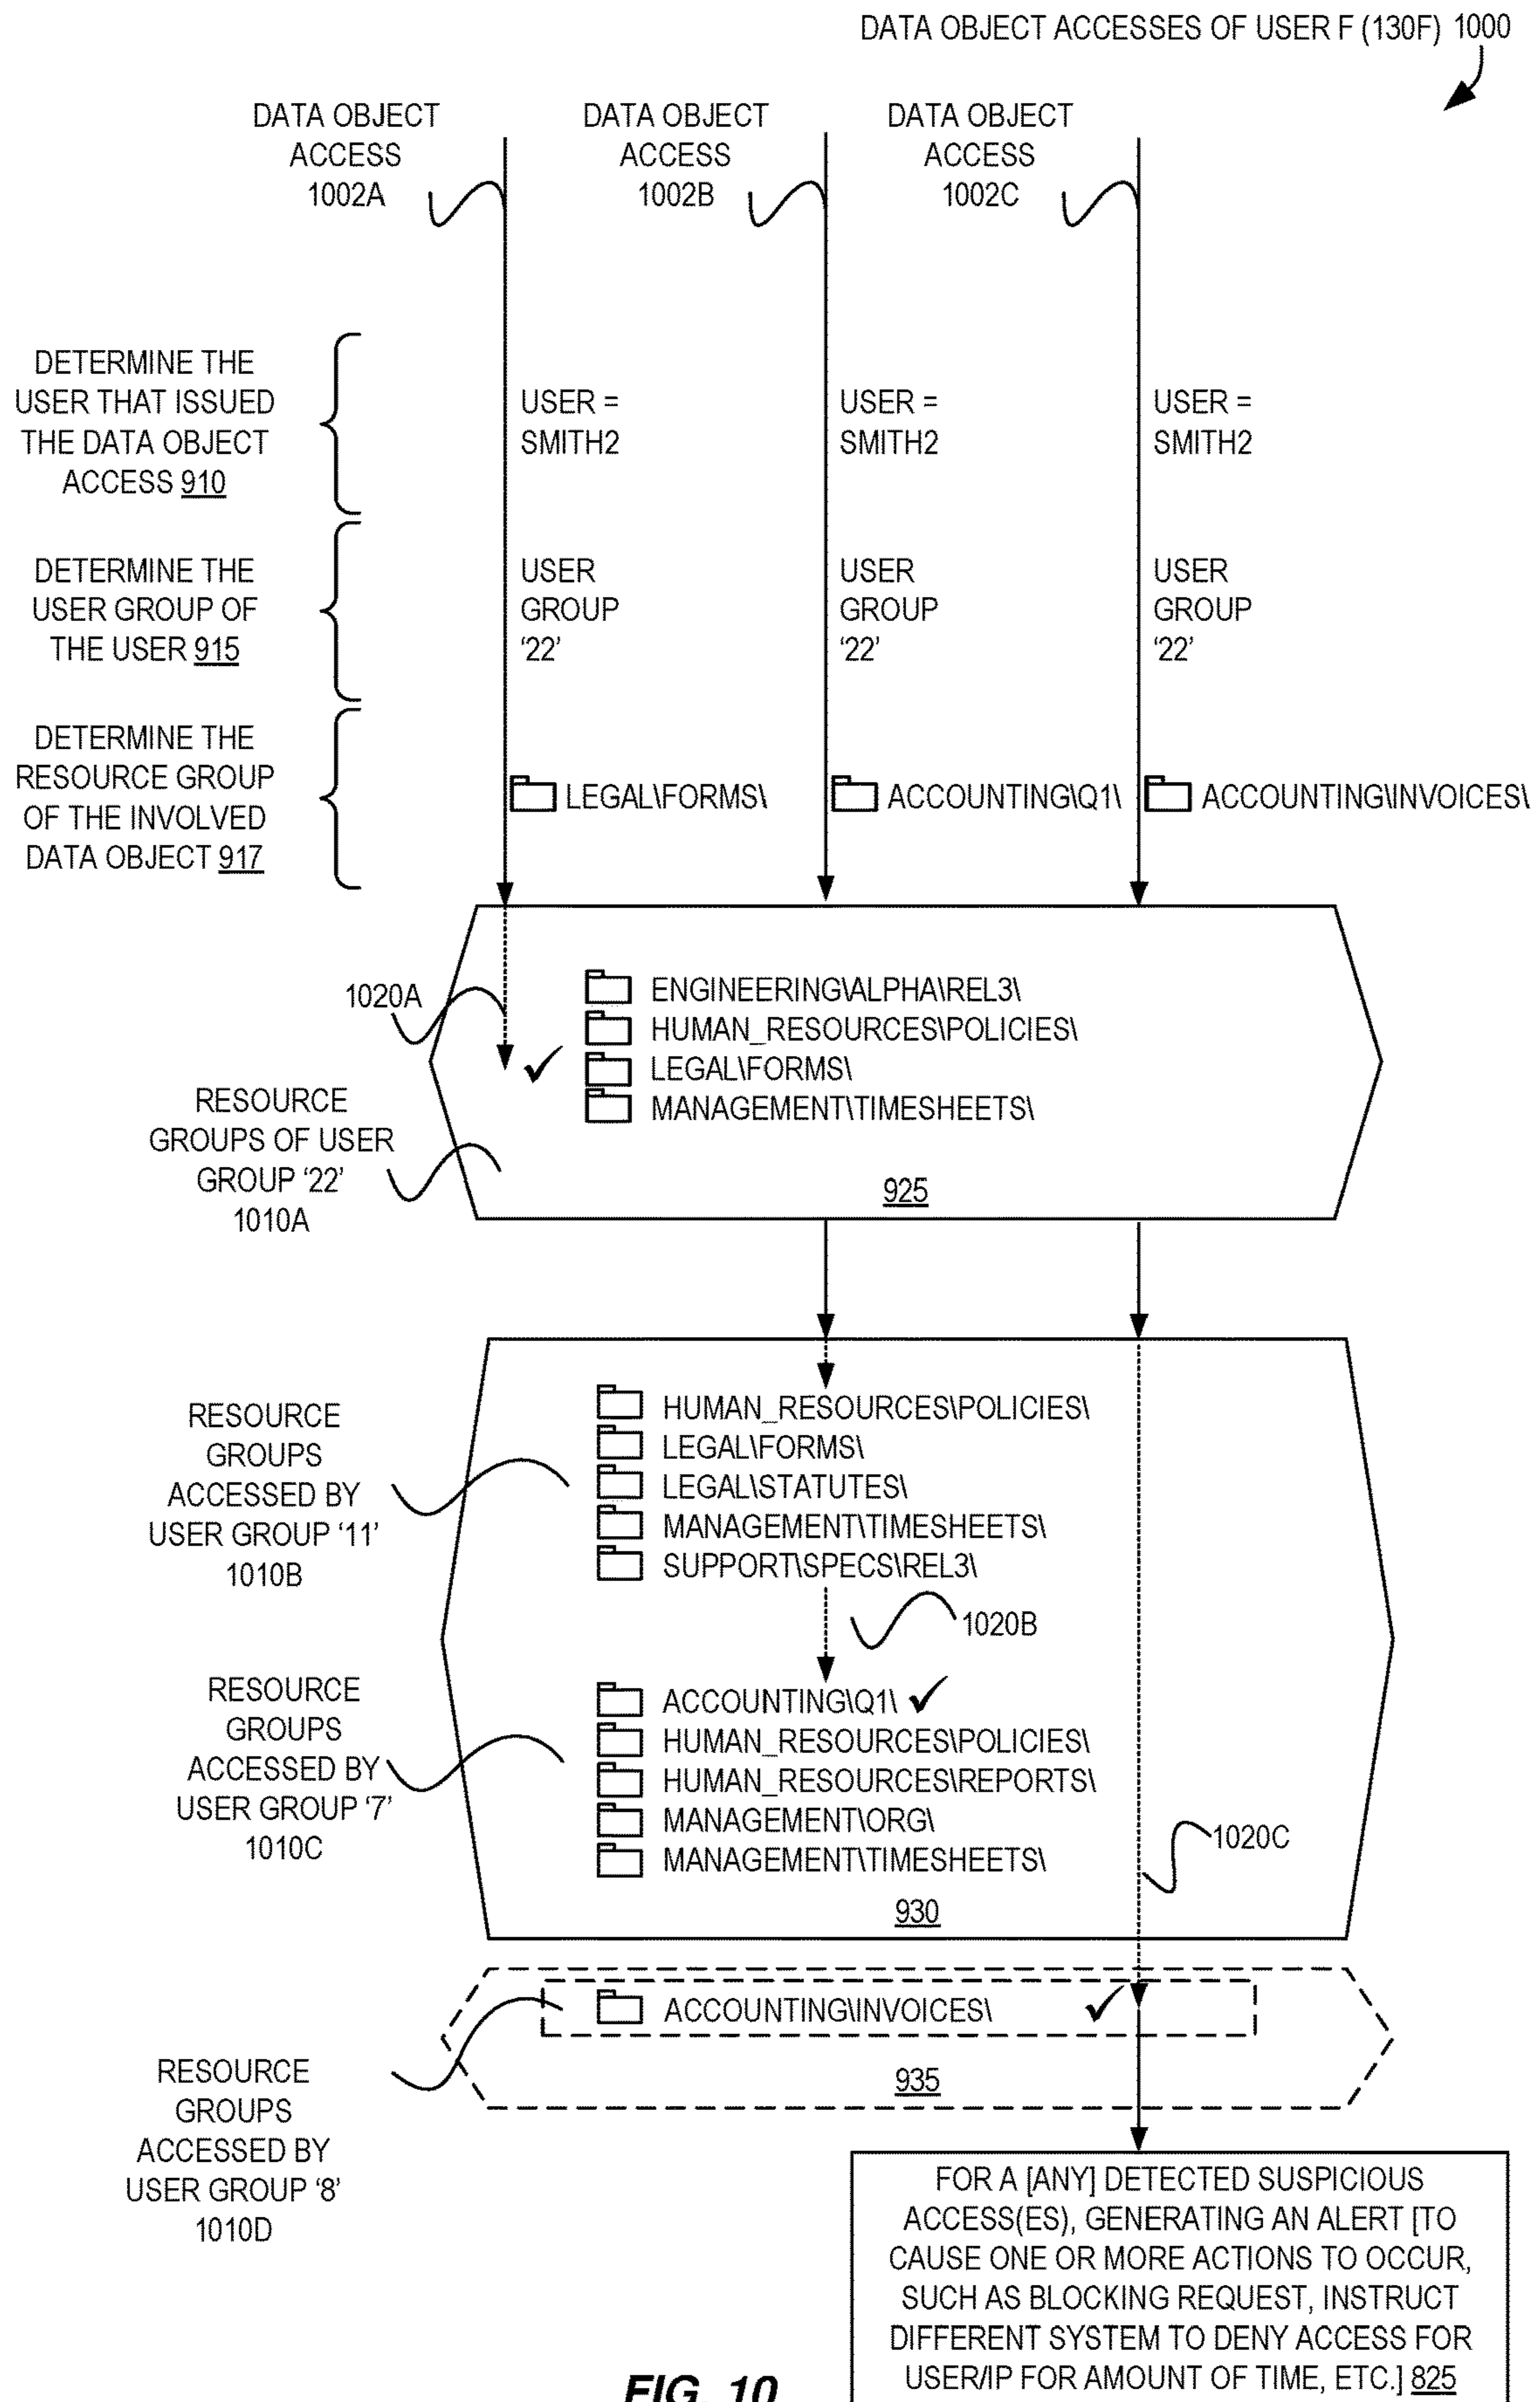 DATA OBJECT ACCESSES OF USER F (130F) 1000
DATA OBJECT
ACCESS
1002A
DATA OBJECT
ACCESS
1002B
DATA OBJECT
ACCESS
1002C
DETERMINE THE
USER THAT ISSUED
THE DATA OBJECT
ACCESS 910
USER =
SMITH2
USER =
SMITH2
USER =
SMITH2
DETERMINE THE
USER GROUP OF
THE USER 915
USER
GROUP
‘22’
USER
GROUP
‘22’
USER
GROUP
‘22’
DETERMINE THE
RESOURCE GROUP
OF THE INVOLVED
DATA OBJECT 917
LEGAL\FORMS\
ACCOUNTING\Q1\
ACCOUNTING\INVOICES\
1020A
ENGINEERING\ALPHA\REL3\
HUMAN_RESOURCES\POLICIES\
LEGAL\FORMS\
MANAGEMENT\TIMESHEETS\
RESOURCE
GROUPS OF USER
GROUP ‘22’
1010A
925
RESOURCE
GROUPS
ACCESSED BY
USER GROUP ‘11’
1010B
HUMAN_RESOURCES\POLICIES\
LEGAL\FORMS\
LEGAL\STATUTES\
MANAGEMENT\TIMESHEETS\
SUPPORT\SPECS\REL3\
1020B
RESOURCE
GROUPS
ACCESSED BY
USER GROUP ‘7’
1010C
ACCOUNTING\Q1\
HUMAN_RESOURCES\POLICIES\
HUMAN_RESOURCES\REPORTS\
MANAGEMENT\ORG\
MANAGEMENT\TIMESHEETS\
1020C
930
ACCOUNTING\INVOICES\
935
RESOURCE
GROUPS
ACCESSED BY
USER GROUP ‘8’
1010D
FOR A [ANY] DETECTED SUSPICIOUS
ACCESS(ES), GENERATING AN ALERT [TO
CAUSE ONE OR MORE ACTIONS TO OCCUR,
SUCH AS BLOCKING REQUEST, INSTRUCT
DIFFERENT SYSTEM TO DENY ACCESS FOR
USER/IP FOR AMOUNT OF TIME, ETC.] 825
FIG. 10